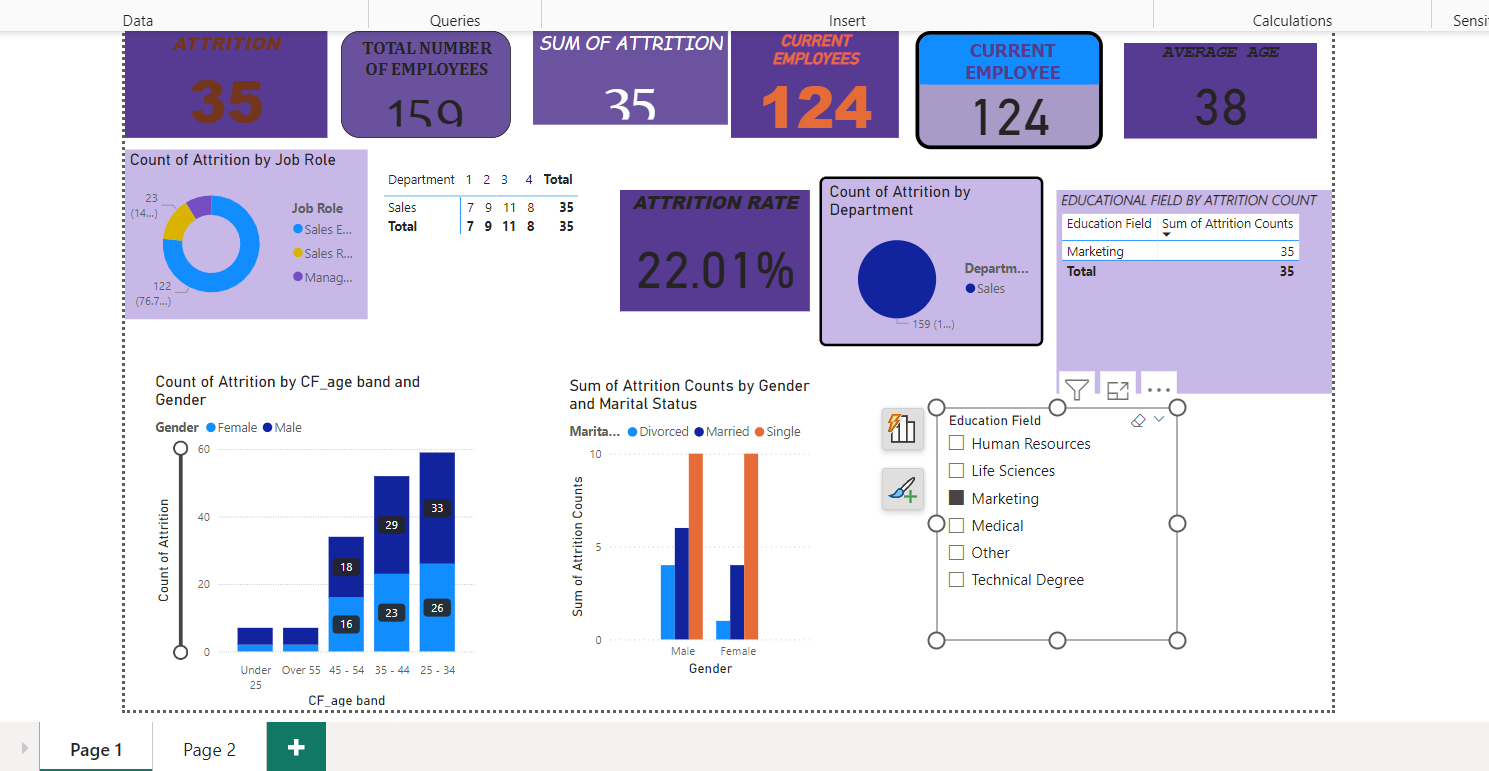 Data
Queries
Insert
Calculations
Sensi
ATTRITION
35
TOTAL NUMBER
OF EMPLOYEES
159
SUM OF ATTRITION
35
CURRENT
EMPLOYEES
124
CURRENT
EMPLOYEE
124
AVERAGE AGE
38
Count of Attrition by Job Role
23
(14...)
122
(76.7...)
Job Role
Sales E...
Sales R...
Manag...
Department 1 2 3 4 Total
Sales 7 9 11 8 35
Total 7 9 11 8 35
ATTRITION RATE
22.01%
Count of Attrition by
Department
Departm...
Sales
159 (1...)
EDUCATIONAL FIELD BY ATTRITION COUNT
Education Field Sum of Attrition Counts
Marketing 35
Total 35
Count of Attrition by CF_age band and
Gender
Gender Female Male
Count of Attrition
60
40
20
0
18
16
29
23
33
26
Under
25
Over 55
45 - 54
35 - 44
25 - 34
CF_age band
Sum of Attrition Counts by Gender
and Marital Status
Marita... Divorced Married Single
Sum of Attrition Counts
10
5
0
Male
Female
Gender
Education Field
Human Resources
Life Sciences
Marketing
Medical
Other
Technical Degree
Page 1
Page 2